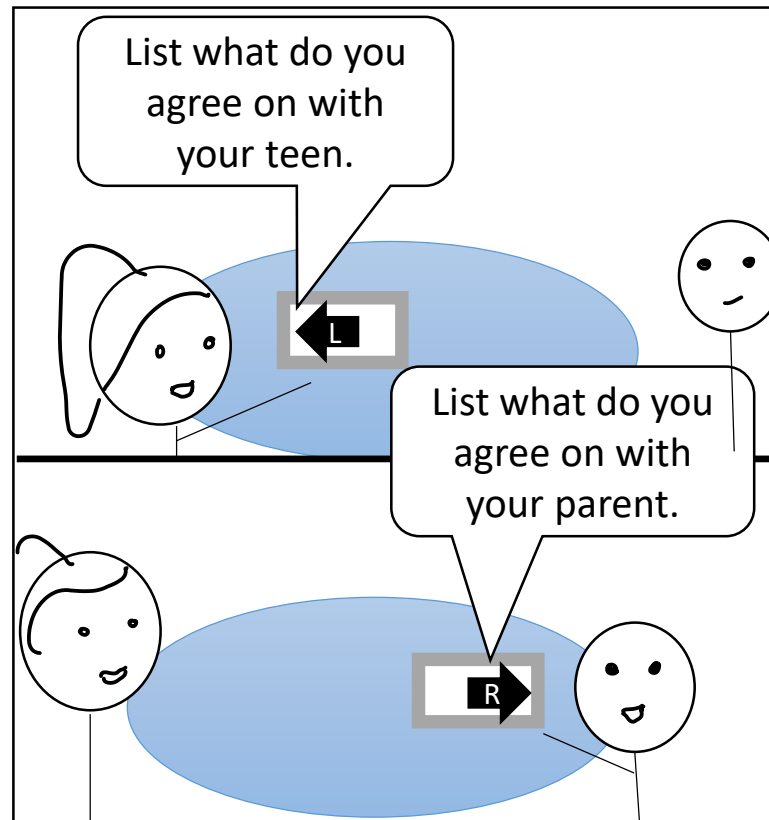 List what do you
agree on with
your teen.
L
List what do you
agree on with
your parent.
R